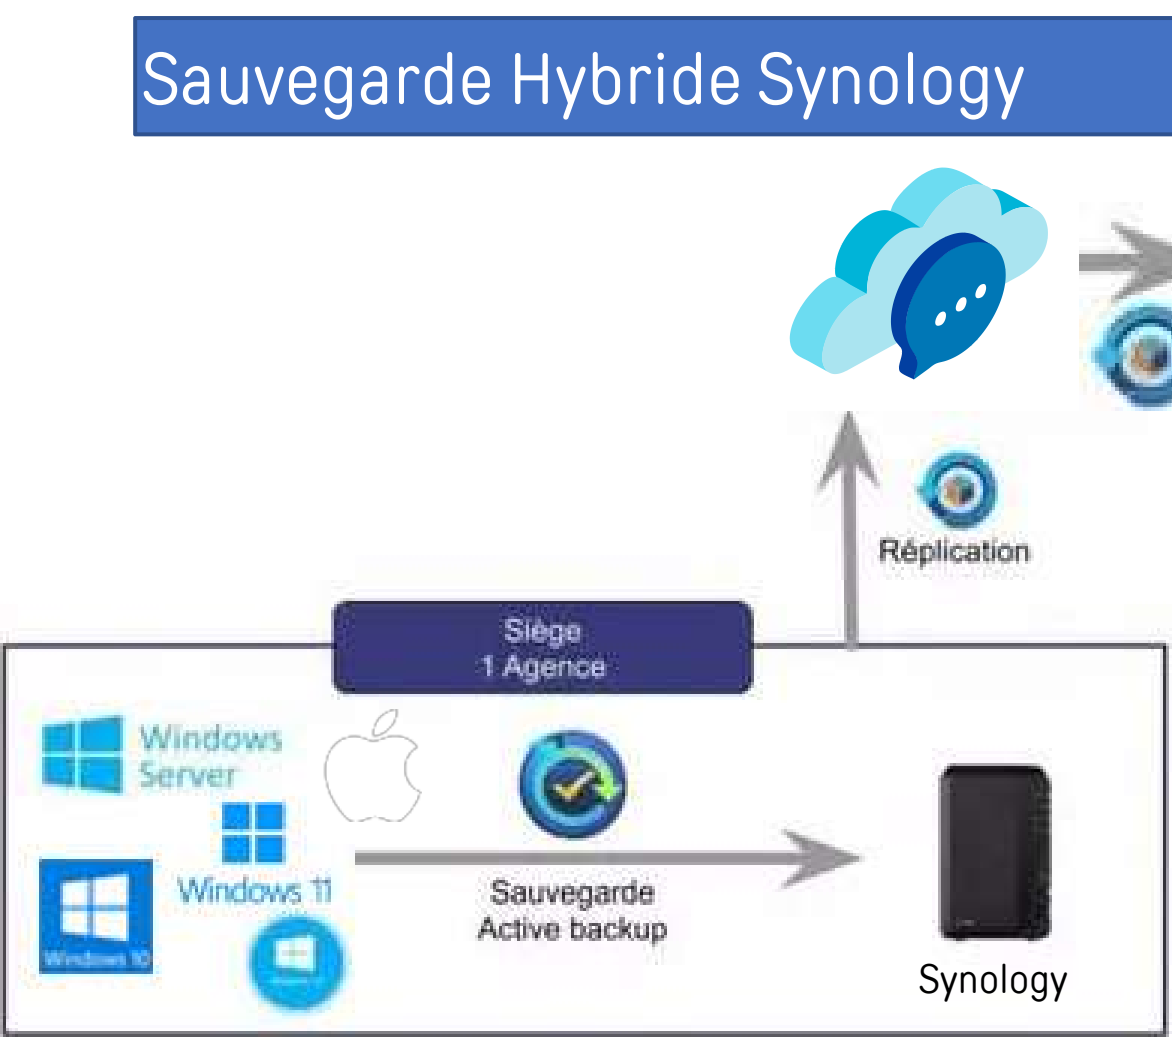 Sauvegarde Hybride Synology
Réplication
Siège
1 Agence
Windows
Server
Windows 11
Windows 10
Sauvegarde
Active backup
Synology